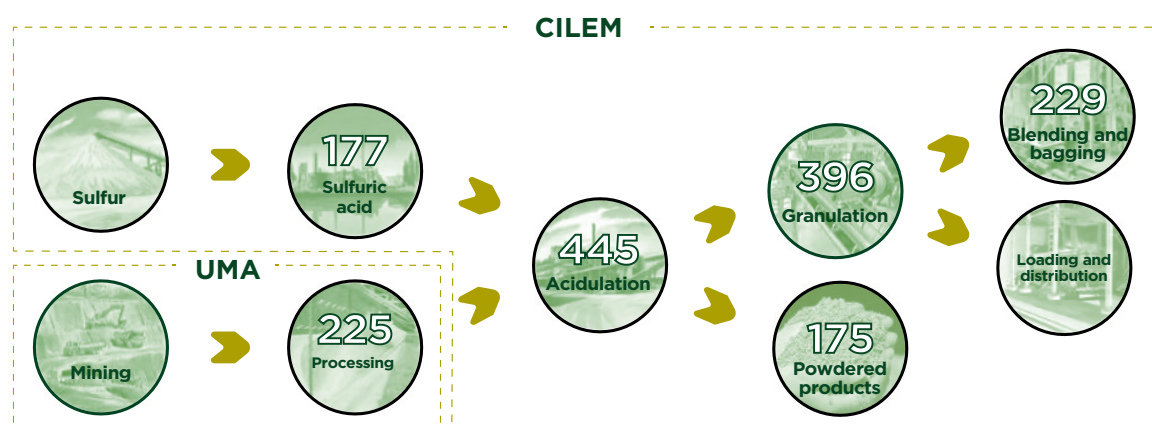 CILEM
Sulfur
177
Sulfuric
acid
UMA
Mining
225
Processing
445
Acidulation
396
Granulation
175
Powdered
products
229
Blending and
bagging
Loading and
distribution